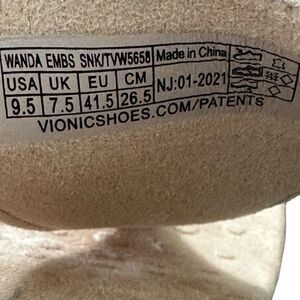 WANDA EMBS SNK/TVW5658 Made in China
USA UK EU CM
9.5 7.5 41.5 26.5 NJ:01-2021
VIONICSHOES.COM/PATENTS